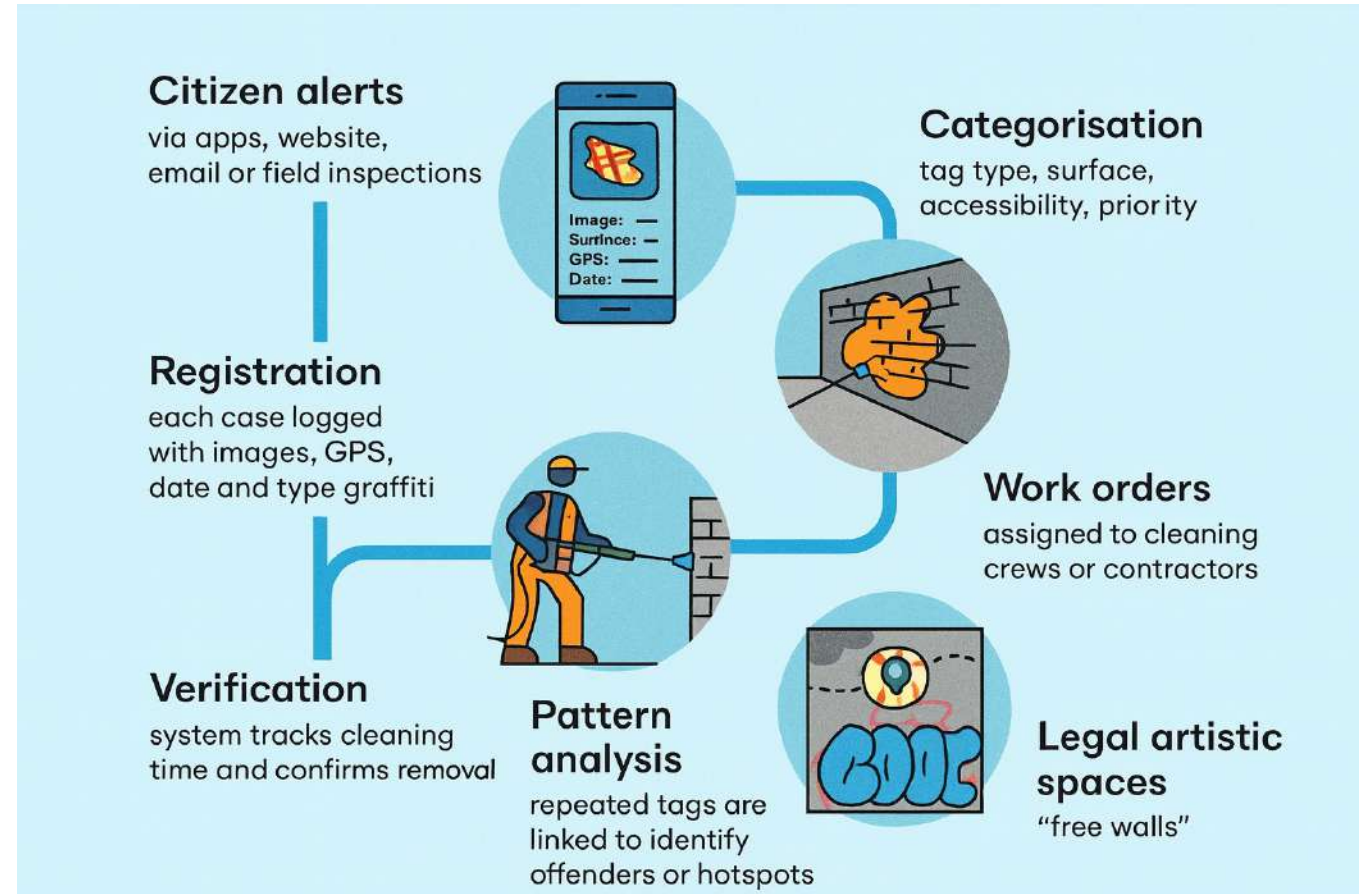 Citizen alerts
via apps, website,
email or field inspections
Image:
Surrince:
GPS:
Date:
Categorisation
tag type, surface,
accessibility, priority
Registration
each case logged
with images, GPS,
date and type graffiti
Work orders
assigned to cleaning
crews or contractors
Verification
system tracks cleaning
time and confirms removal
Pattern
analysis
repeated tags are
linked to identify
offenders or hotspots
COOC
Legal artistic
spaces
“free walls”